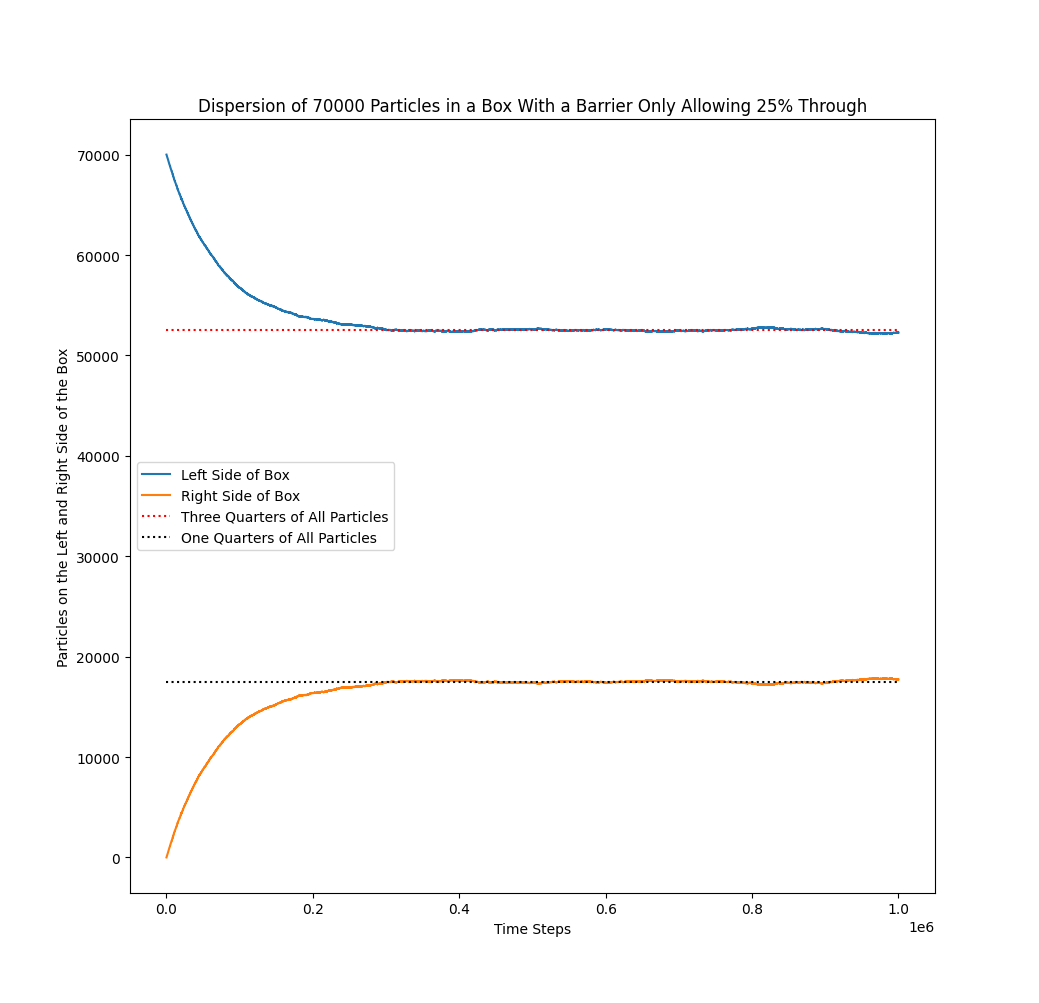 Dispersion of 70000 Particles in a Box With a Barrier Only Allowing 25% Through
Particles on the Left and Right Side of the Box
70000
60000
50000
40000
30000
20000
10000
0
Left Side of Box
Right Side of Box
Three Quarters of All Particles
One Quarters of All Particles
0.0 0.2 0.4 0.6 0.8 1.0
1e6
Time Steps